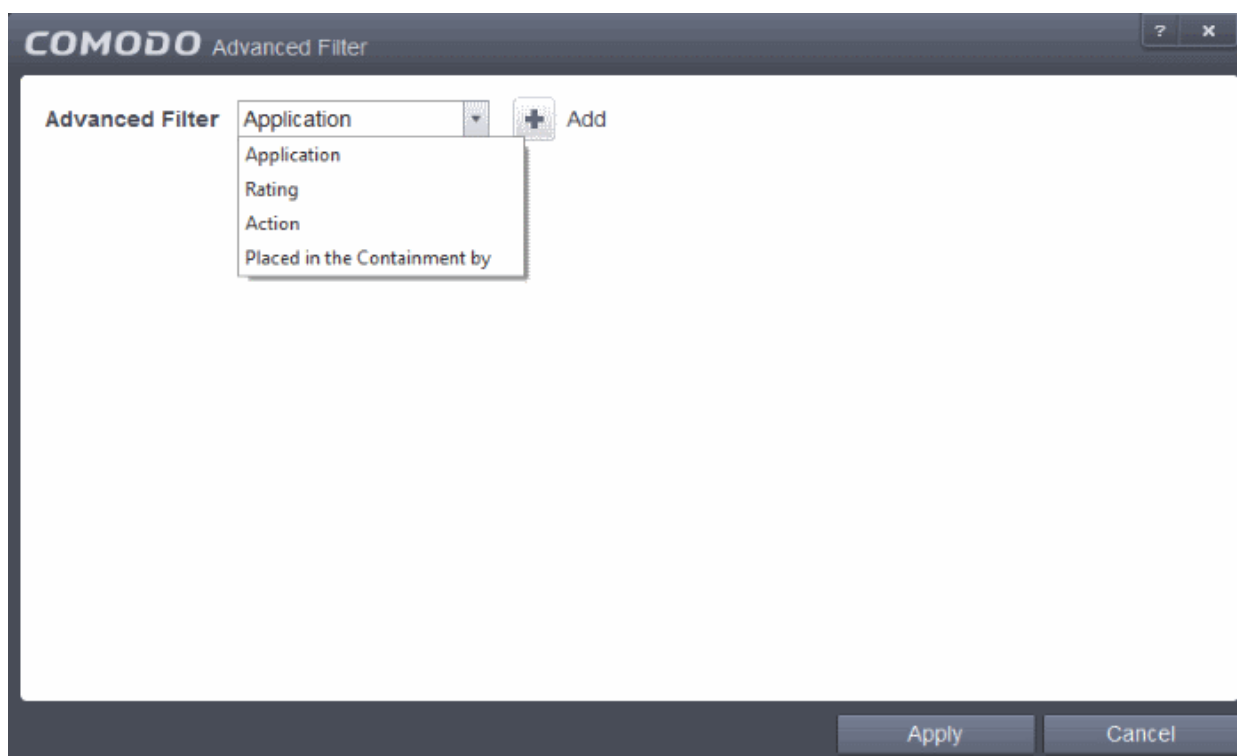 COMODO Advanced Filter ? x
Advanced Filter Application Add
Application
Rating
Action
Placed in the Containment by
Apply Cancel